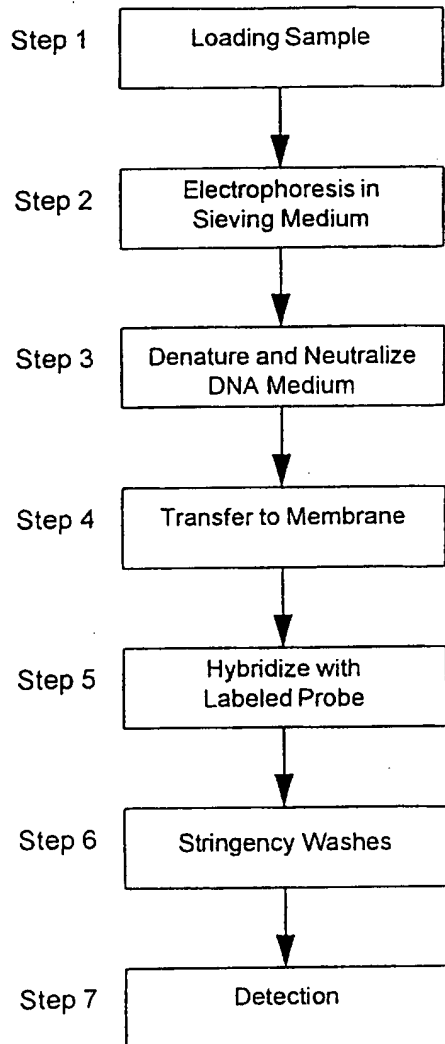 Step 1
Loading Sample
Step 2
Electrophoresis in
Sieving Medium
Step 3
Denature and Neutralize
DNA Medium
Step 4
Transfer to Membrane
Step 5
Hybridize with
Labeled Probe
Step 6
Stringency Washes
Step 7
Detection